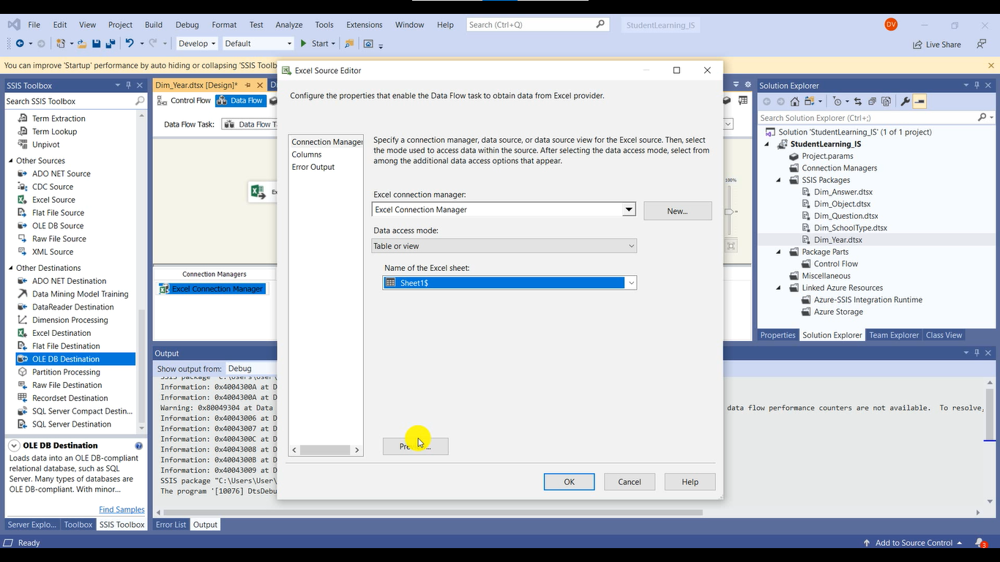 File Edit View Project Build Debug Format Test Analyze Tools Extensions Window Help Search (Ctrl+Q) StudentLearning_IS DV
Develop Default Start Live Share
You can improve 'Startup' performance by auto hiding or collapsing 'SSIS Toolb
SSIS Toolbox
Search SSIS Toolbox
Term Extraction
Term Lookup
Unpivot
Other Sources
ADO NET Source
CDC Source
Excel Source
Flat File Source
OLE DB Source
Raw File Source
XML Source
Other Destinations
ADO NET Destination
Data Mining Model Training
DataReader Destination
Dimension Processing
Excel Destination
Flat File Destination
OLE DB Destination
Partition Processing
Raw File Destination
Recordset Destination
SQL Server Compact Destin...
SQL Server Destination
OLE DB Destination
Loads data into an OLE DB-compliant
relational database, such as SQL
Server. Many types of databases are
OLE DB-compliant. With minor...
Find Samples
Server Explo... Toolbox SSIS Toolbox
Dim_Year.dtsx [Design]*
Control Flow Data Flow
Data Flow Task: Data Flow T
100%
Connection Managers
Excel Connection Manager
Output
Show output from: Debug
SSIS package "C:\Users\User\
Information: 0x4004300A at D
Information: 0x4004300A at D
Warning: 0x80049304 at Data
data flow performance counters are not available. To resolve,
Information: 0x40043006 at D
Information: 0x40043007 at D
Information: 0x4004300C at D
Information: 0x40043008 at D
Information: 0x4004300B at D
Information: 0x40043009 at D
SSIS package "C:\Users\User\
The program '[10076] DtsDebu
Error List Output
Excel Source Editor
Configure the properties that enable the Data Flow task to obtain data from Excel provider.
Connection Manager
Columns
Error Output
Specify a connection manager, data source, or data source view for the Excel source. Then, select
the mode used to access data within the source. After selecting the data access mode, select from
among the additional data access options that appear.
Excel connection manager:
Excel Connection Manager New...
Data access mode:
Table or view
Name of the Excel sheet:
Sheet1$
OK Cancel Help
Solution Explorer
Search Solution Explorer (Ctrl+;)
Solution 'StudentLearning_IS' (1 of 1 project)
StudentLearning_IS
Project.params
Connection Managers
SSIS Packages
Dim_Answer.dtsx
Dim_Object.dtsx
Dim_Question.dtsx
Dim_SchoolType.dtsx
Dim_Year.dtsx
Package Parts
Control Flow
Miscellaneous
Linked Azure Resources
Azure-SSIS Integration Runtime
Azure Storage
Properties Solution Explorer Team Explorer Class View
Ready Add to Source Control 3